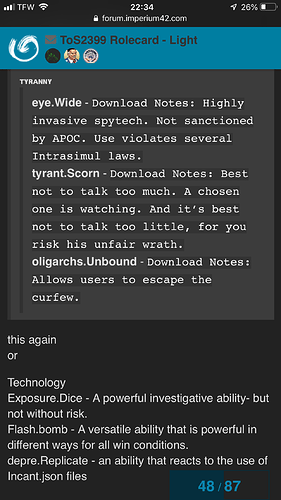 TFW 22:34 26%
forum.imperium42.com
ToS2399 Rolecard - Light
TYRANNY
eye.Wide - Download Notes: Highly
invasive spytech. Not sanctioned
by APOC. Use violates several
Intrasimul laws.
tyrant.Scorn - Download Notes: Best
not to talk too much. A chosen
one is watching. And it's best
not to talk too little, for you
risk his unfair wrath.
oligarchs.Unbound - Download Notes:
Allows users to escape the
curfew.
this again
or
Technology
Exposure.Dice - A powerful investigative ability- but
not without risk.
Flash.bomb - A versatile ability that is powerful in
different ways for all win conditions.
depre.Replicate - an ability that reacts to the use of
Incant.json files
48 / 87